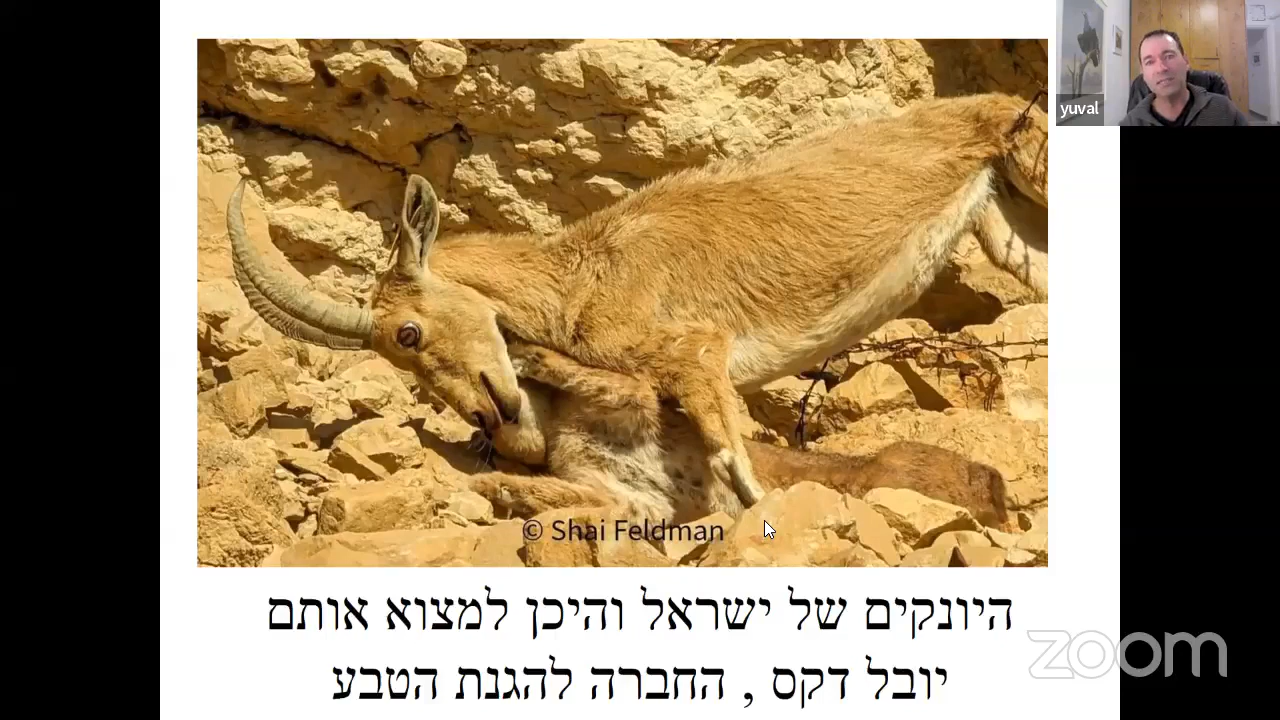 yuval
© Shai Feldman
היונקים של ישראל והיכן למצוא אותם
יובל דקס , החברה להגנת הטבע
zoom